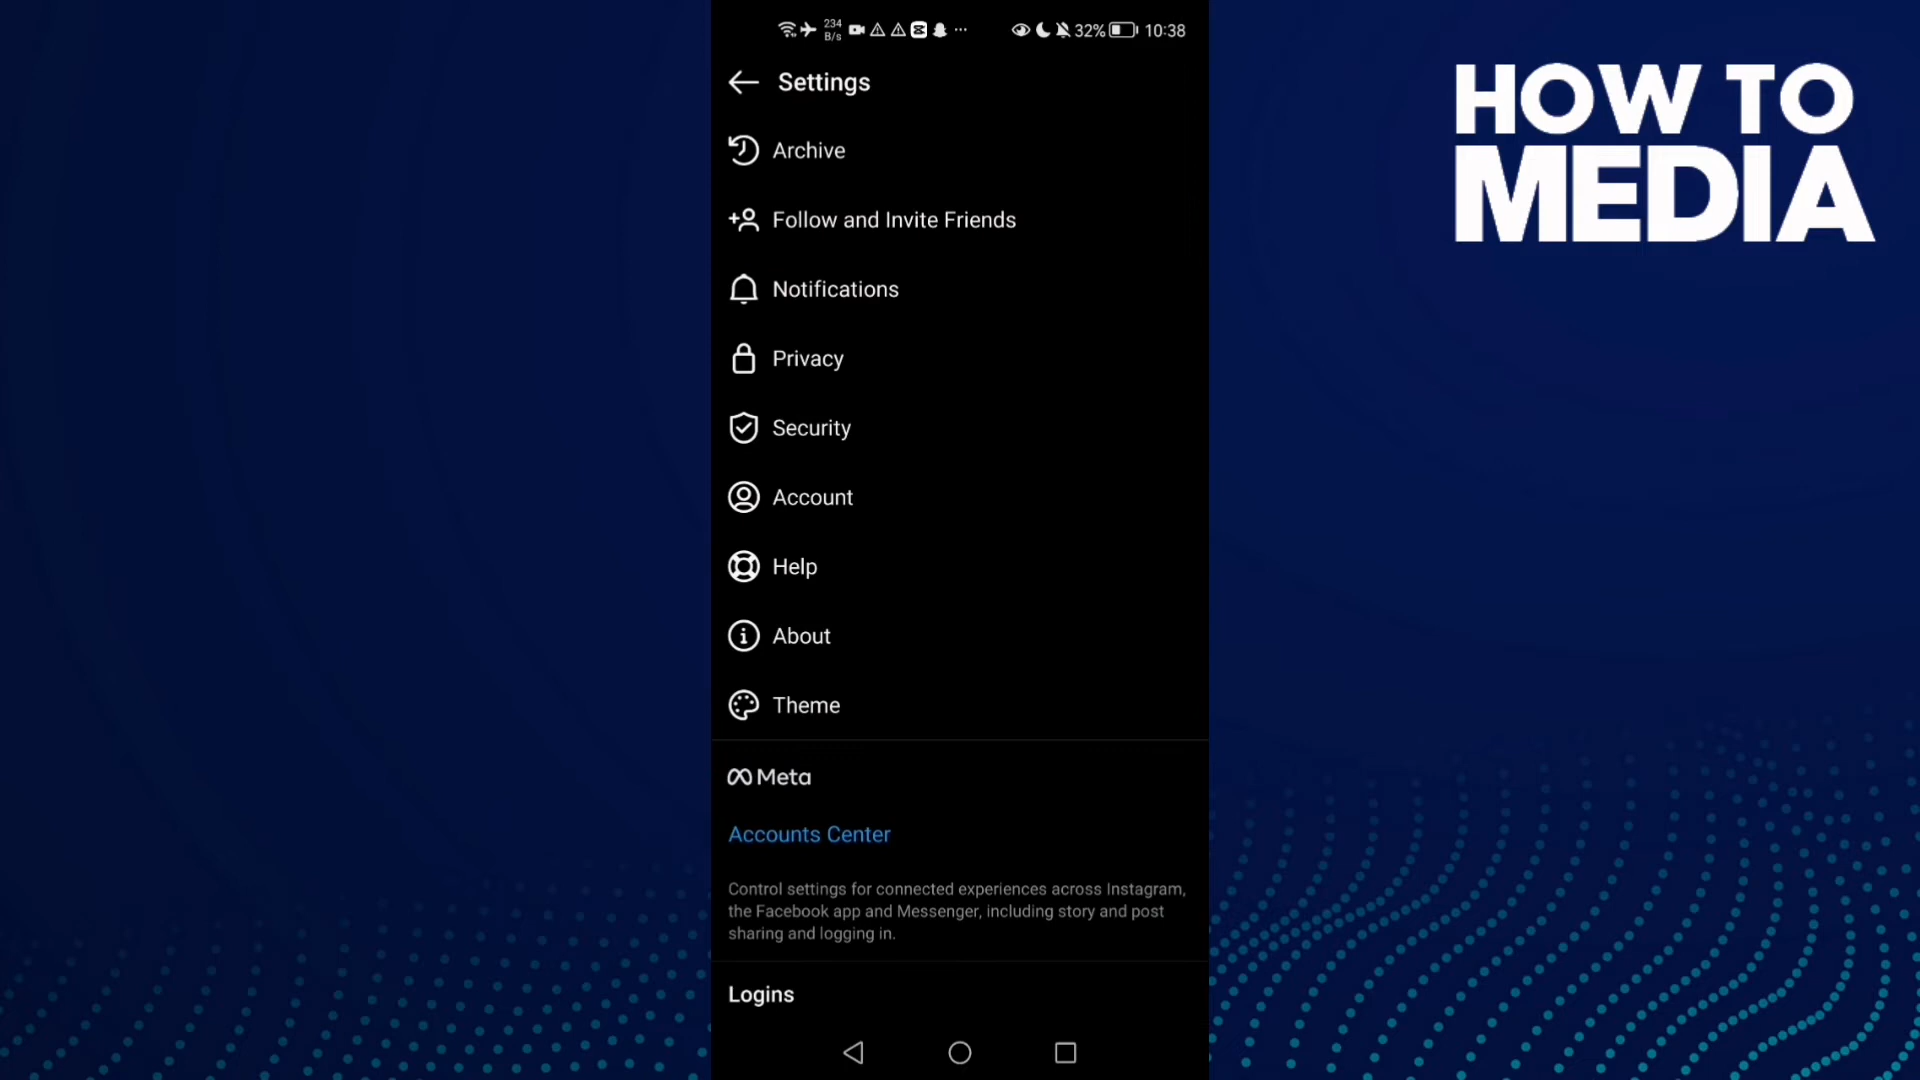 234
B/s
32%
10:38
Settings
HOW TO
MEDIA
Archive
Follow and Invite Friends
Notifications
Privacy
Security
Account
Help
About
Theme
Meta
Accounts Center
Control settings for connected experiences across Instagram,
the Facebook app and Messenger, including story and post
sharing and logging in.
Logins